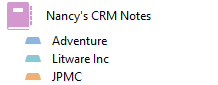 Nancy's CRM Notes
Adventure
Litware Inc
JPMC